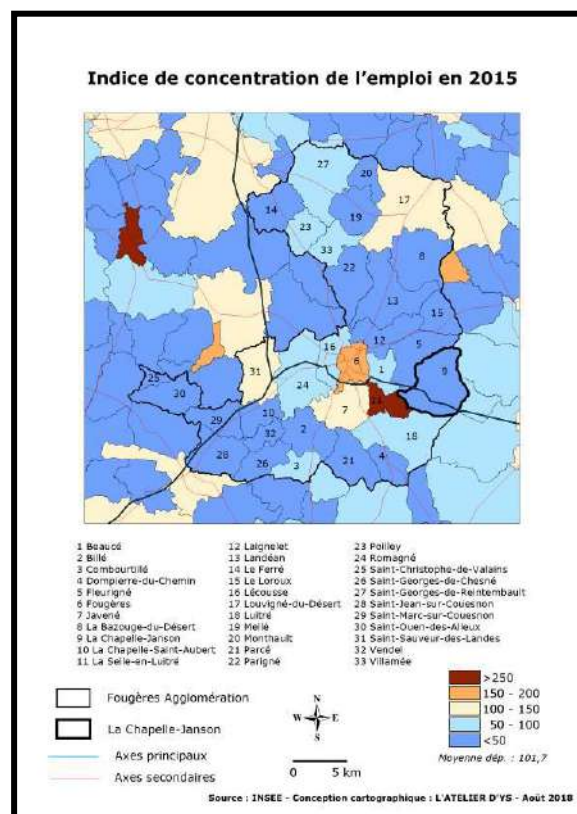 Indice de concentration de l'emploi en 2015
27
20
17
14
19
23
33
22
8
13
15
16
12
5
6
1
9
31
24
25
30
7
11
29
10
2
18
32
28
26
3
21
4
1 Beaucé
2 Billé
3 Combourtillé
4 Dompierre-du-Chemin
5 Fleurigné
6 Fougères
7 Javené
8 La Bazouge-du-Désert
9 La Chapelle-Janson
10 La Chapelle-Saint-Aubert
11 La Selle-en-Luitré
12 Laignelet
13 Landéan
14 Le Ferré
15 Le Loroux
16 Lécousse
17 Louvigné-du-Désert
18 Luitré
19 Mellé
20 Monthault
21 Parcé
22 Parigné
23 Poilley
24 Romagné
25 Saint-Christophe-de-Valains
26 Saint-Georges-de-Chesné
27 Saint-Georges-de-Reintembault
28 Saint-Jean-sur-Couesnon
29 Saint-Marc-sur-Couesnon
30 Saint-Ouen-des-Alleux
31 Saint-Sauveur-des-Landes
32 Vendel
33 Villamée
Fougères Agglomération
La Chapelle-Janson
Axes principaux
Axes secondaires
N
W E
S
0 5 km
>250
150 - 200
100 - 150
50 - 100
<50
Moyenne dép. : 101,7
Source : INSEE - Conception cartographique : L'ATELIER D'YS - Août 2018